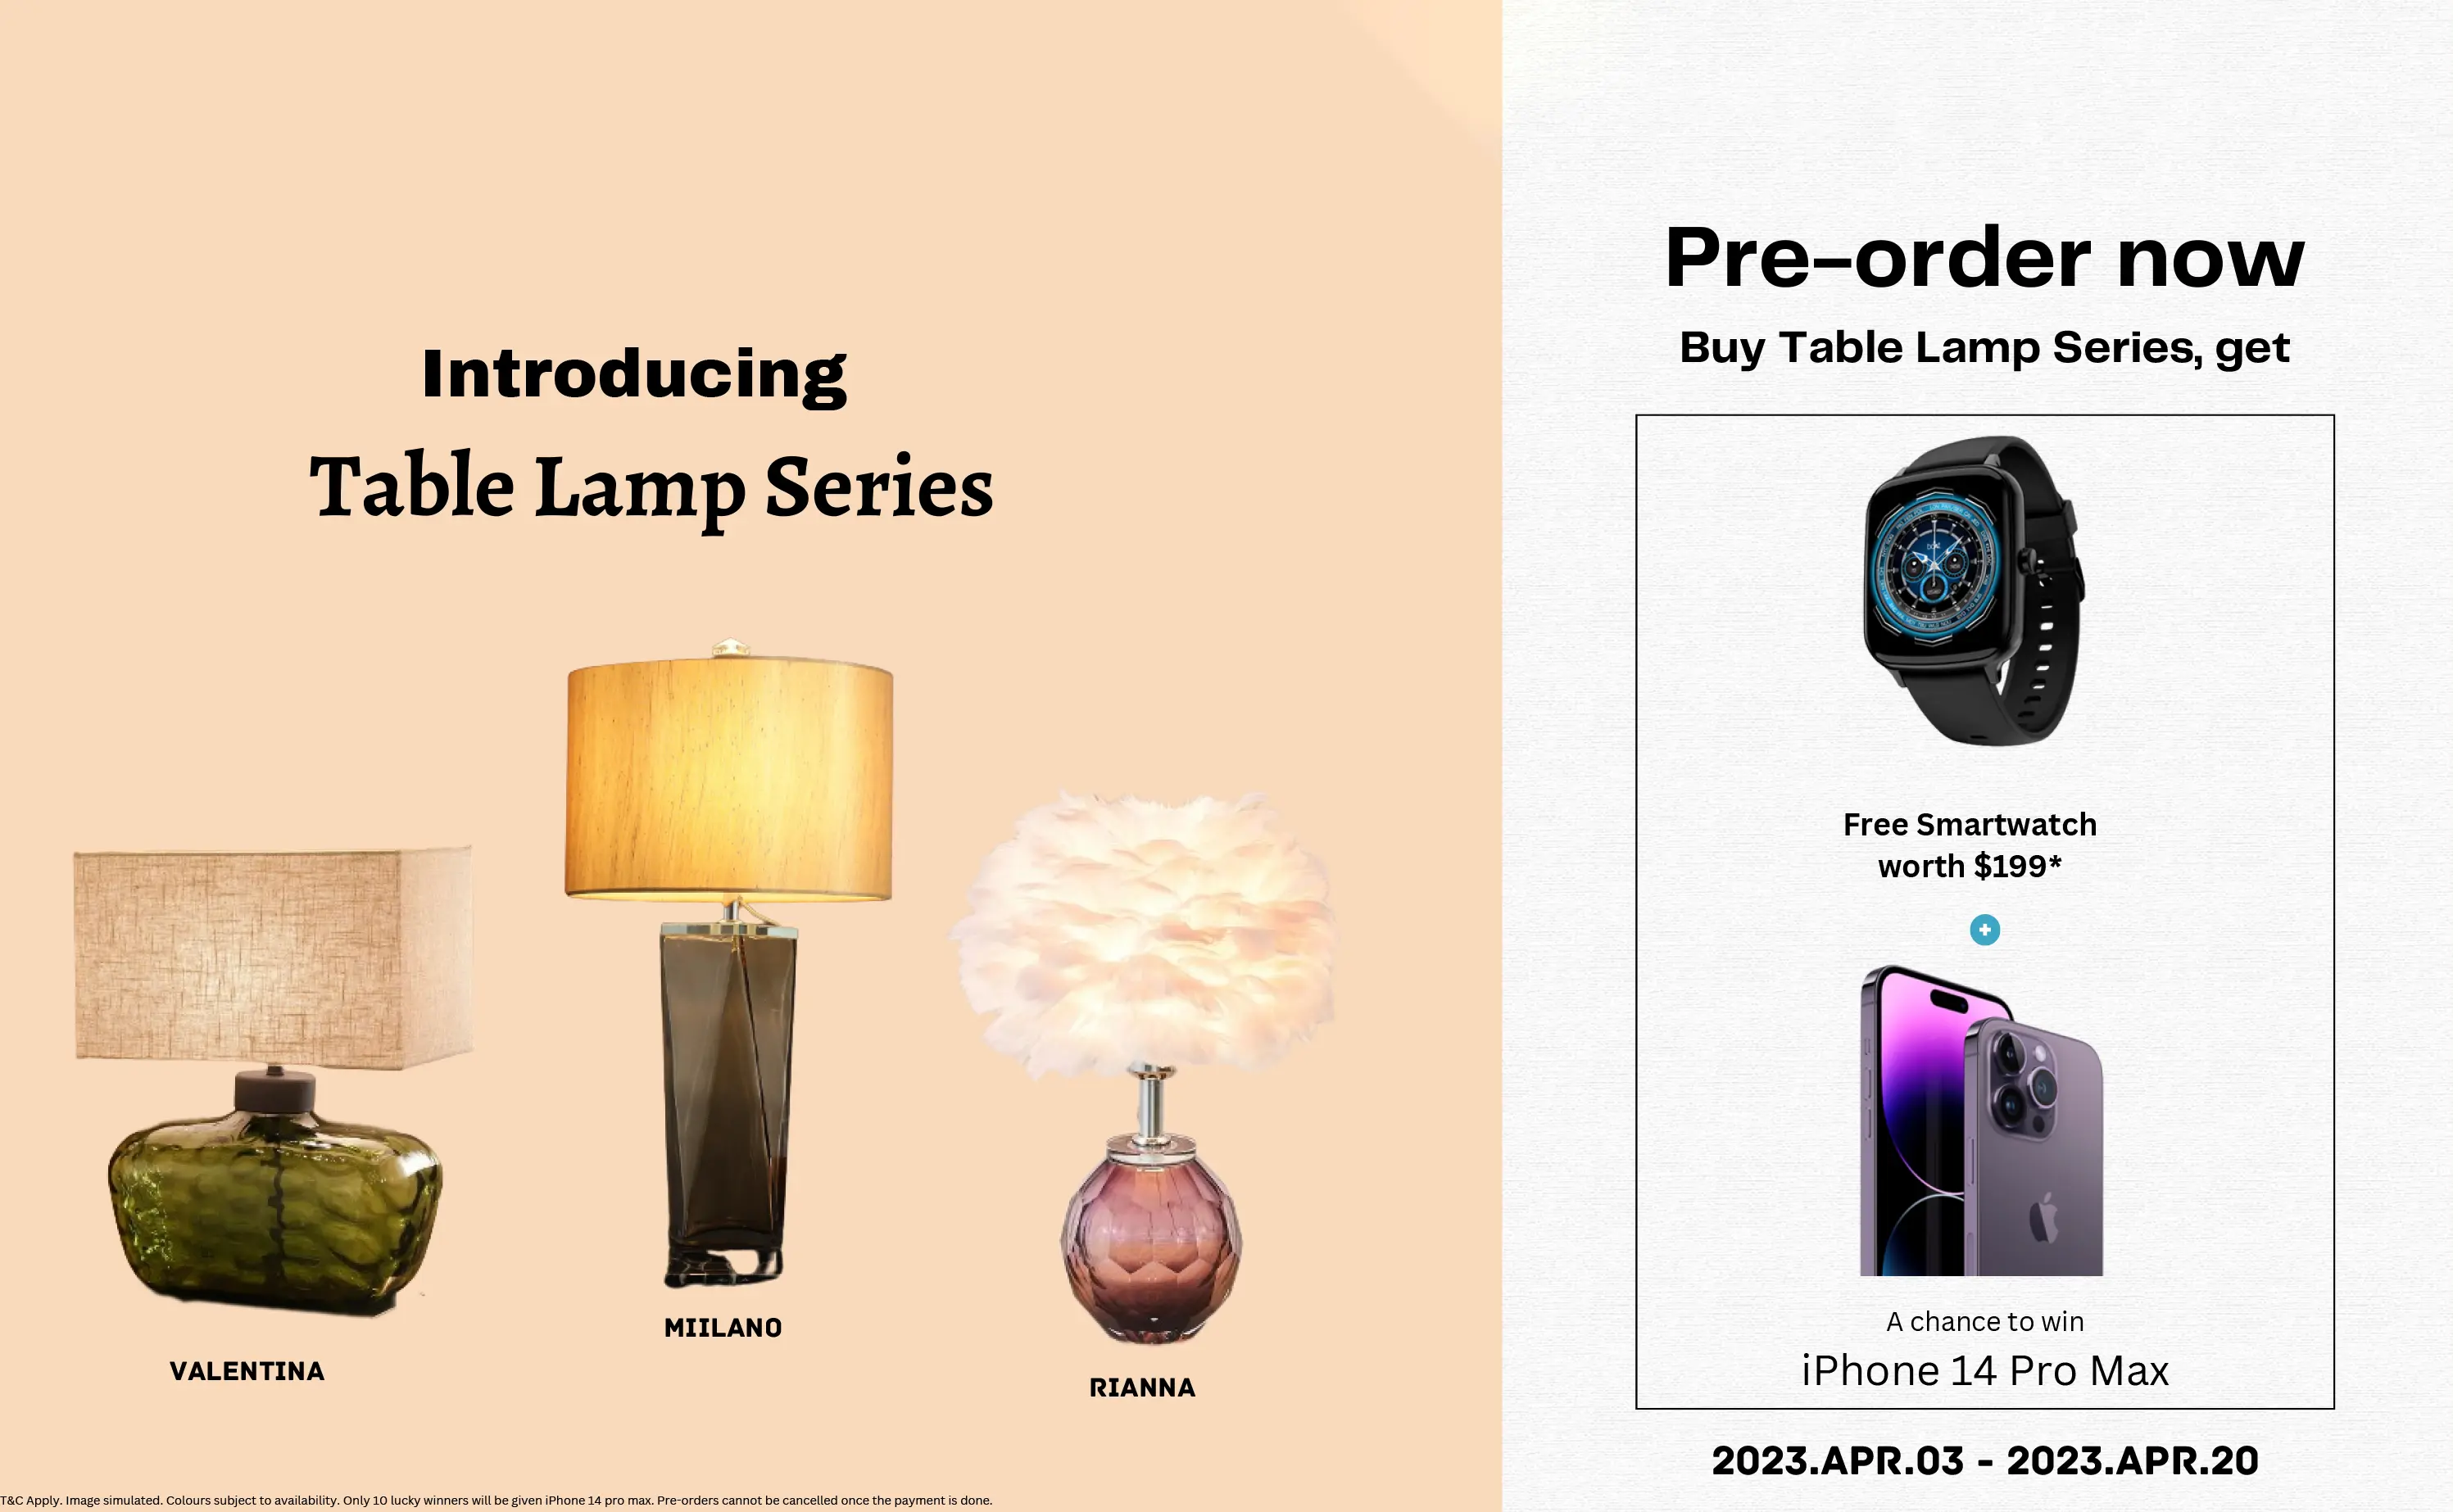 Introducing
Table Lamp Series
VALENTINA
MIILANO
RIANNA
T&C Apply. Image simulated. Colours subject to availability. Only 10 lucky winners will be given iPhone 14 pro max. Pre-orders cannot be cancelled once the payment is done.
Pre-order now
Buy Table Lamp Series, get
Free Smartwatch
worth $199*
+
A chance to win
iPhone 14 Pro Max
2023.APR.03 - 2023.APR.20